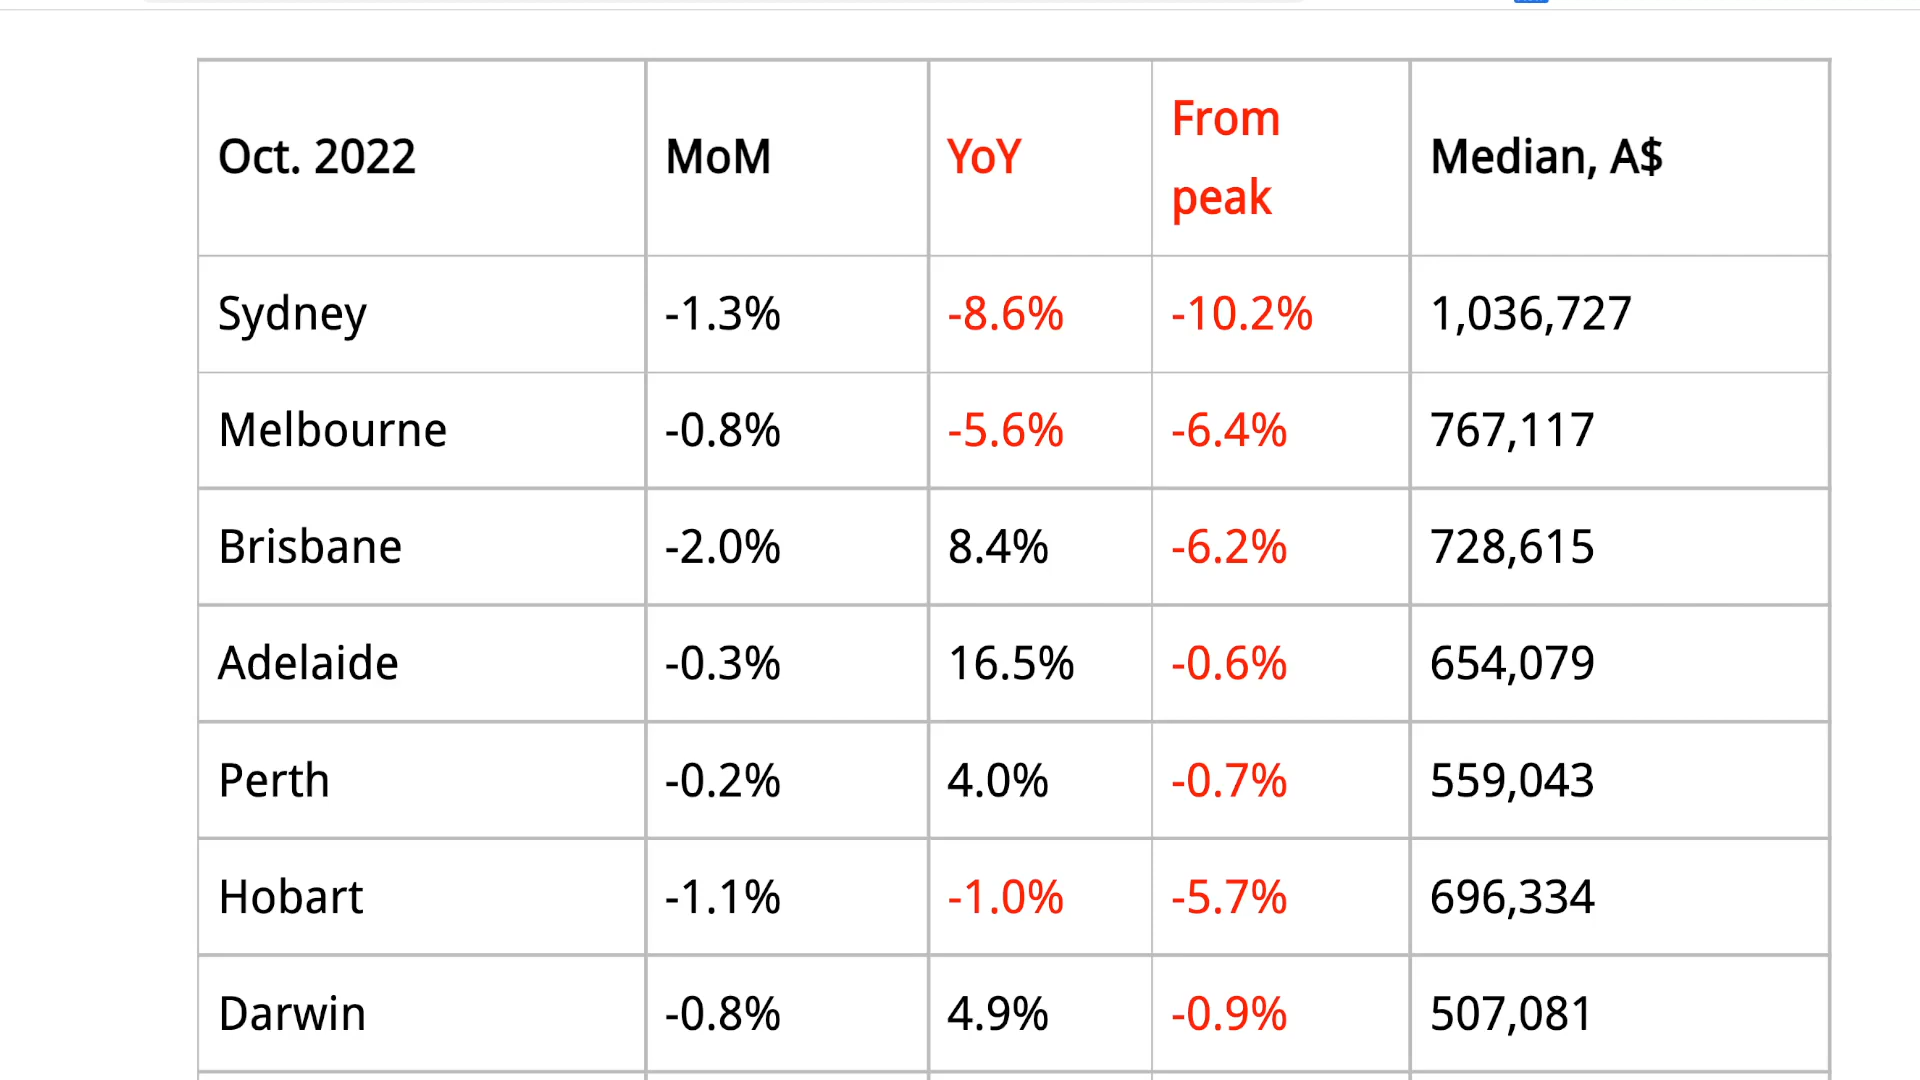 Oct. 2022 MoM YoY From peak Median, A$
Sydney -1.3% -8.6% -10.2% 1,036,727
Melbourne -0.8% -5.6% -6.4% 767,117
Brisbane -2.0% 8.4% -6.2% 728,615
Adelaide -0.3% 16.5% -0.6% 654,079
Perth -0.2% 4.0% -0.7% 559,043
Hobart -1.1% -1.0% -5.7% 696,334
Darwin -0.8% 4.9% -0.9% 507,081